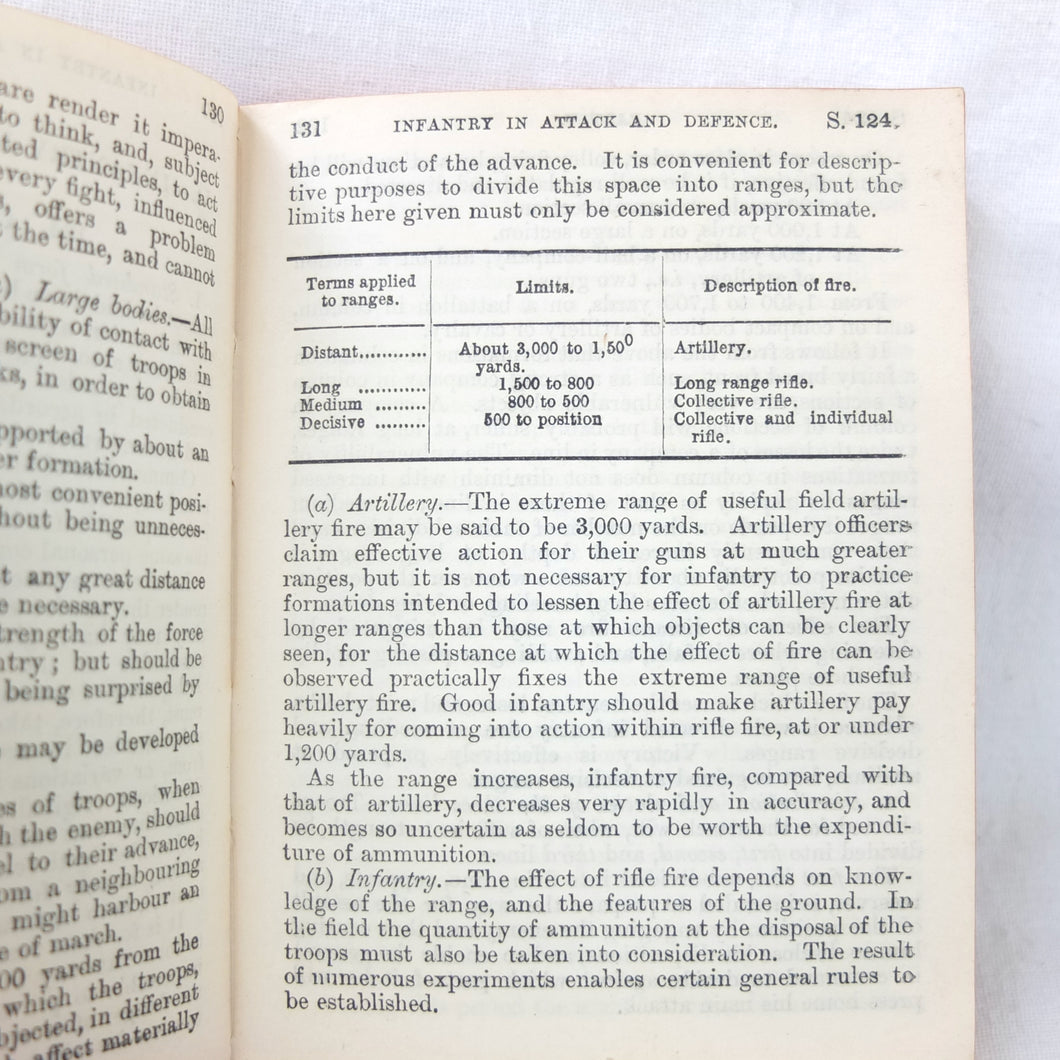 130
are render it impera-
to think, and, subject
principles, to act
every fight, influenced
offers a problem
the time, and cannot
Large bodies.—All
of contact with
screen of troops in
in order to obtain
by about an
formation.
most convenient posi-
being unneces-
any great distance
necessary.
of the force
; but should be
being surprised by
may be developed
of troops, when
the enemy, should
to their advance,
a neighbouring
might harbour an
of march.
yards from the
which the troops,
in different
affect materially
131 INFANTRY IN ATTACK AND DEFENCE. S. 124.
the conduct of the advance. It is convenient for descrip-
tive purposes to divide this space into ranges, but the
limits here given must only be considered approximate.
Terms applied to ranges. Limits. Description of fire.
Distant............ About 3,000 to 1,500 yards. Artillery.
Long ......... 1,500 to 800 Long range rifle.
Medium ......... 800 to 500 Collective rifle.
Decisive ......... 500 to position Collective and individual rifle.
(a) Artillery.—The extreme range of useful field artil-
lery fire may be said to be 3,000 yards. Artillery officers
claim effective action for their guns at much greater
ranges, but it is not necessary for infantry to practice
formations intended to lessen the effect of artillery fire at
longer ranges than those at which objects can be clearly
seen, for the distance at which the effect of fire can be
observed practically fixes the extreme range of useful
artillery fire. Good infantry should make artillery pay
heavily for coming into action within rifle fire, at or under
1,200 yards.
As the range increases, infantry fire, compared with
that of artillery, decreases very rapidly in accuracy, and
becomes so uncertain as seldom to be worth the expendi-
ture of ammunition.
(b) Infantry.—The effect of rifle fire depends on know-
ledge of the range, and the features of the ground. In
the field the quantity of ammunition at the disposal of the
troops must also be taken into consideration. The result
of numerous experiments enables certain general rules to
be established.